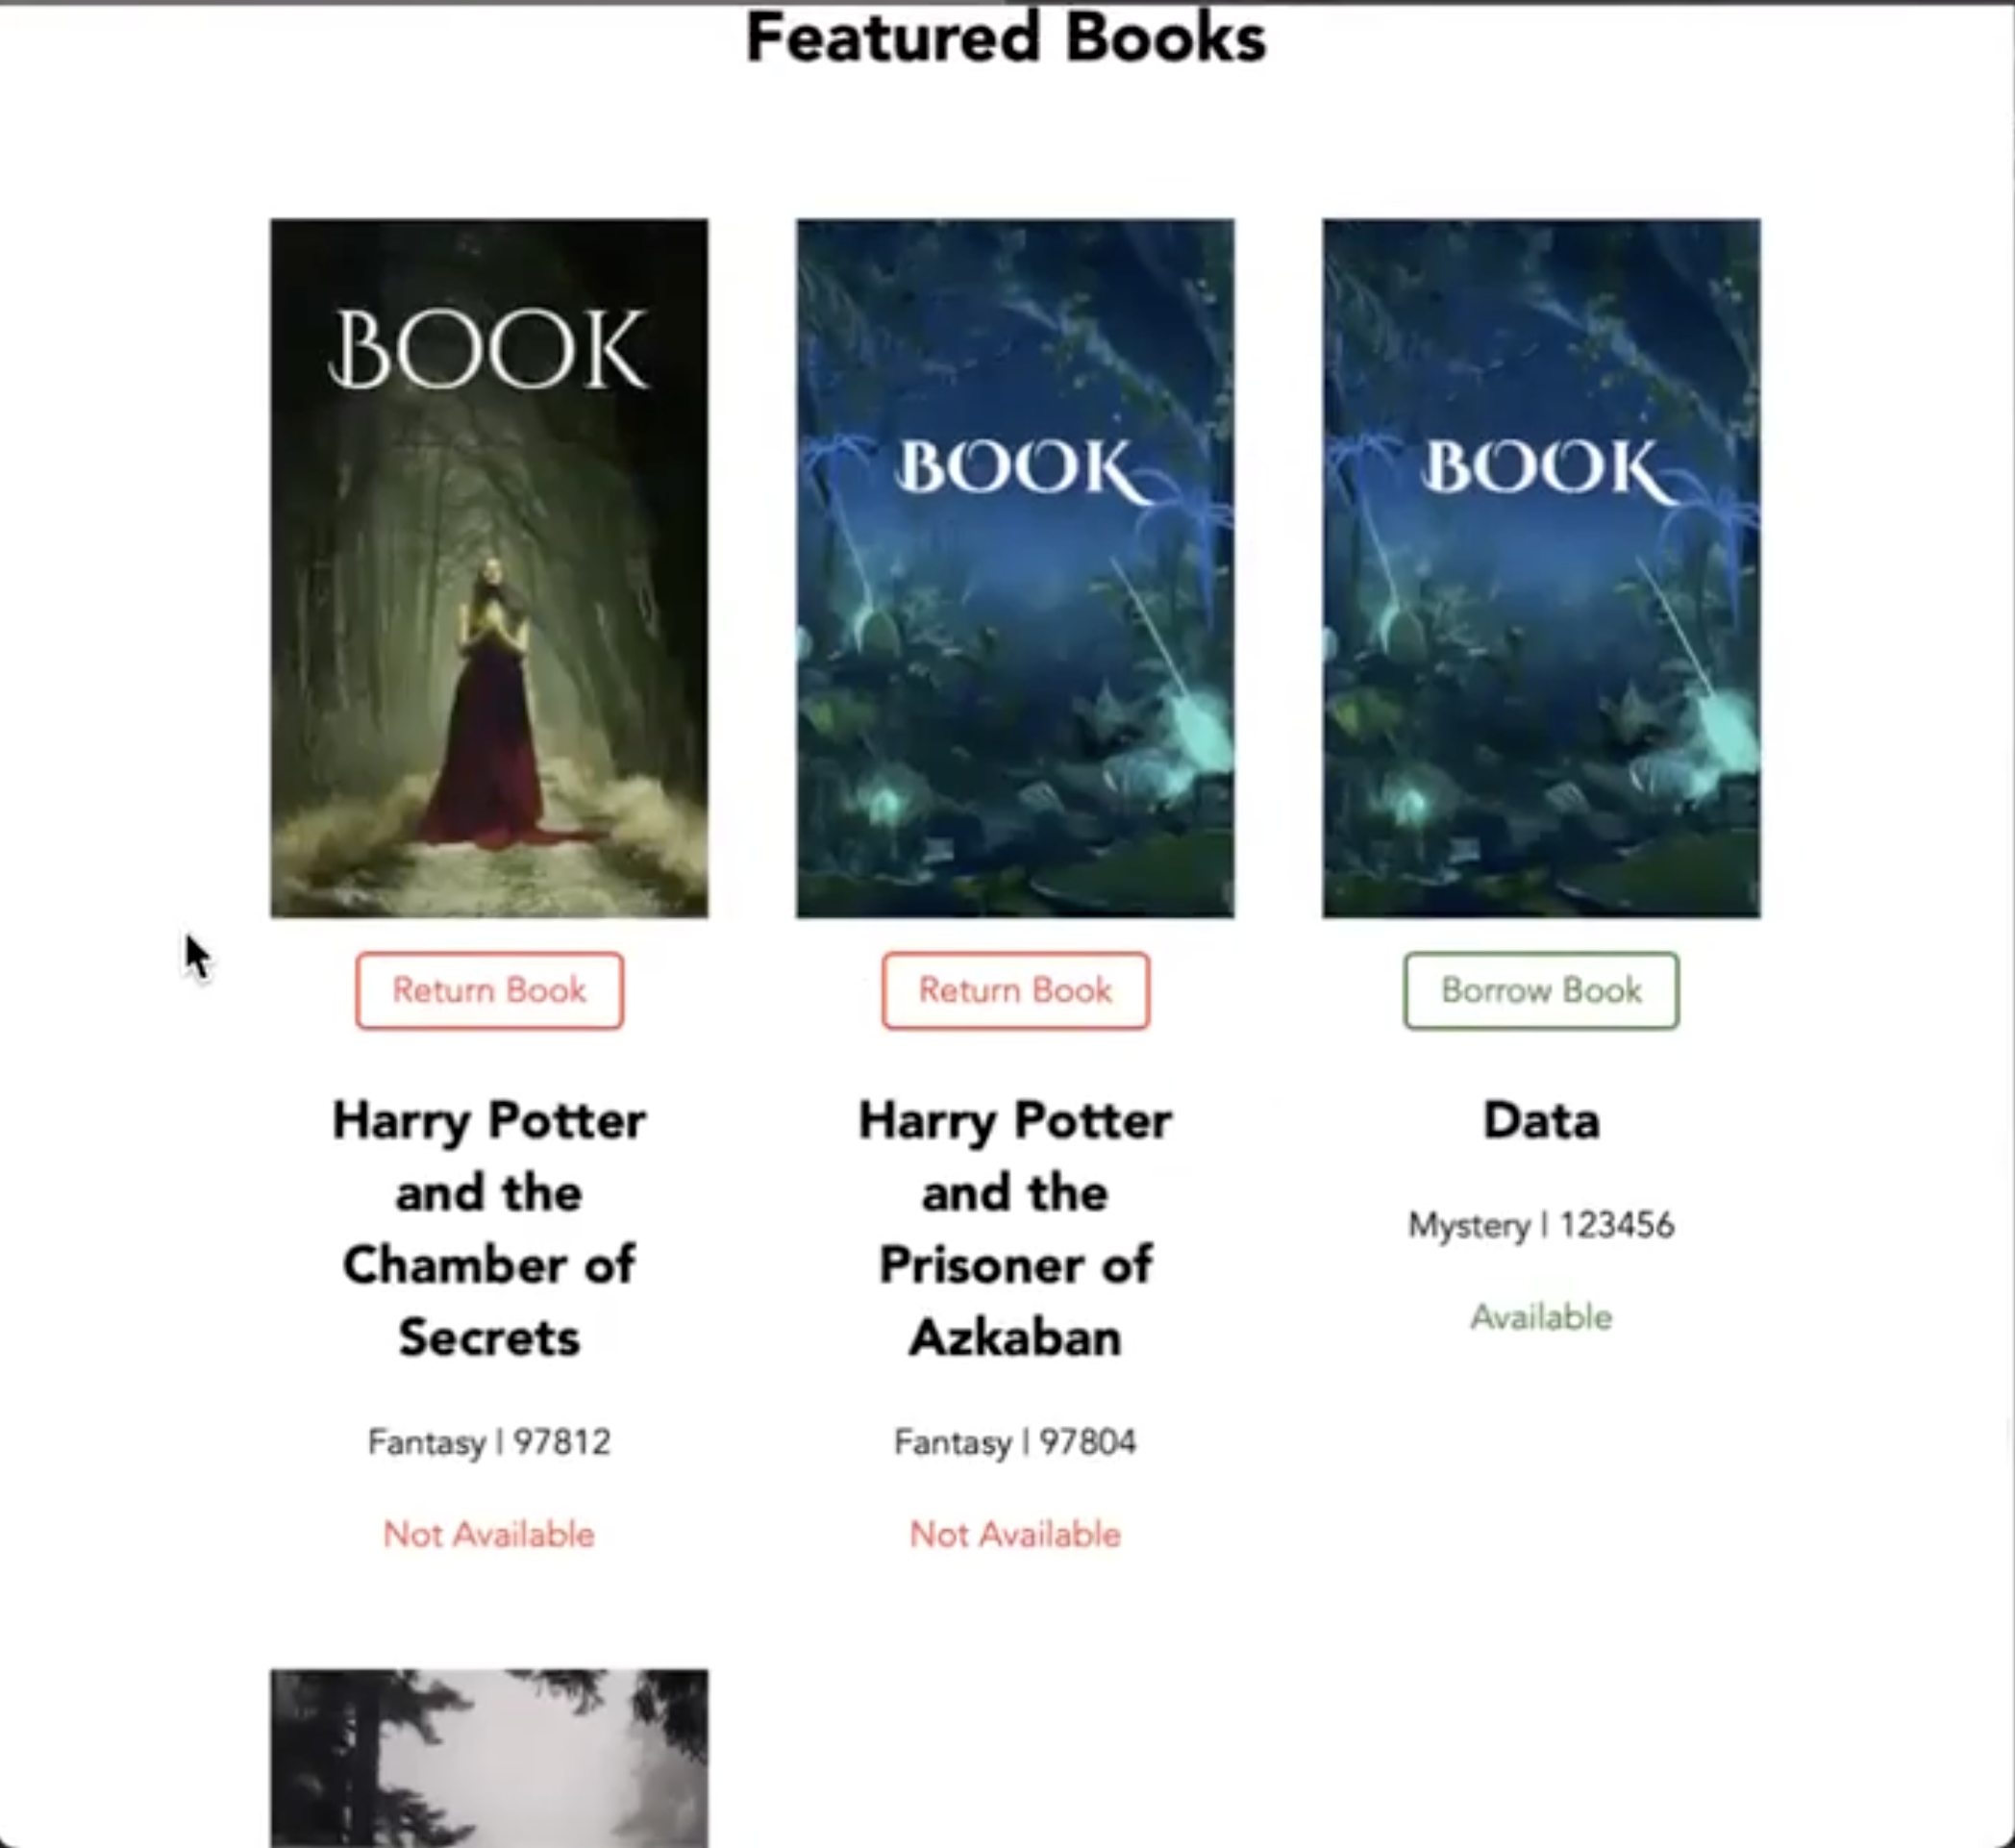 Featured Books
BOOK
BOOK
BOOK
Return Book
Return Book
Borrow Book
Harry Potter
and the
Chamber of
Secrets
Fantasy | 97812
Not Available
Harry Potter
and the
Prisoner of
Azkaban
Fantasy | 97804
Not Available
Data
Mystery | 123456
Available